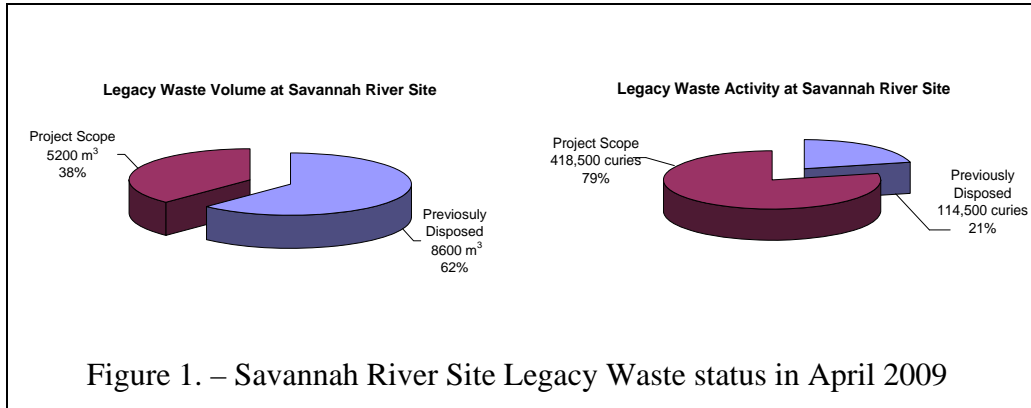 Legacy Waste Volume at Savannah River Site
Project Scope
5200 m³
38%
Previosuly
Disposed
8600 m³
62%
Legacy Waste Activity at Savannah River Site
Project Scope
418,500 curies
79%
Previously
Disposed
114,500 curies
21%
Figure 1. – Savannah River Site Legacy Waste status in April 2009